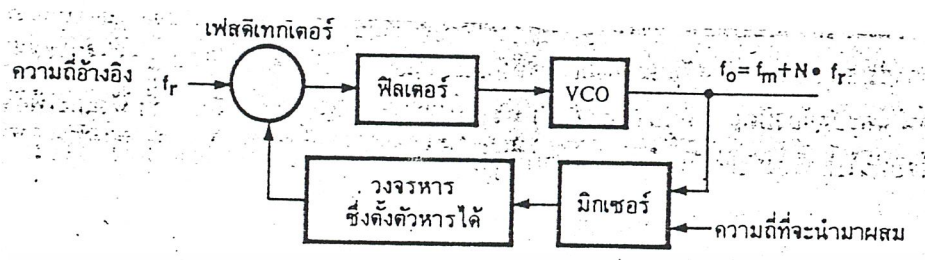 เฟสดีเทกเตอร์
ความถี่อ้างอิง
fr
ฟิลเตอร์
VCO
fo= fm+N• fr
วงจรหาร
ซึ่งตั้งตัวหารได้
มิกเซอร์
ความถี่ที่จะนำมาผสม